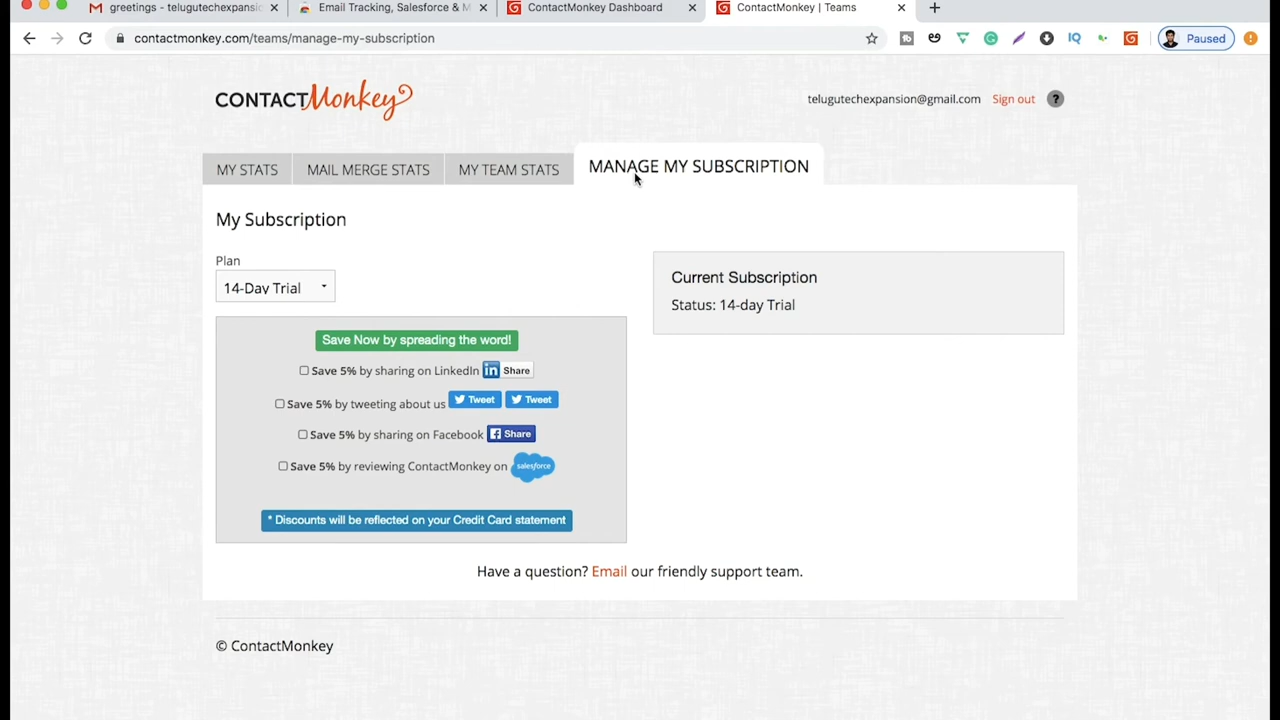 greetings - telugutechexpansi
Email Tracking, Salesforce & M
ContactMonkey Dashboard
ContactMonkey | Teams
contactmonkey.com/teams/manage-my-subscription
IQ
Paused
CONTACTMonkey
telugutechexpansion@gmail.com Sign out ?
MY STATS
MAIL MERGE STATS
MY TEAM STATS
MANAGE MY SUBSCRIPTION
My Subscription
Plan
14-Day Trial
Current Subscription
Status: 14-day Trial
Save Now by spreading the word!
Save 5% by sharing on LinkedIn in Share
Save 5% by tweeting about us Tweet Tweet
Save 5% by sharing on Facebook f Share
Save 5% by reviewing ContactMonkey on salesforce
* Discounts will be reflected on your Credit Card statement
Have a question? Email our friendly support team.
© ContactMonkey